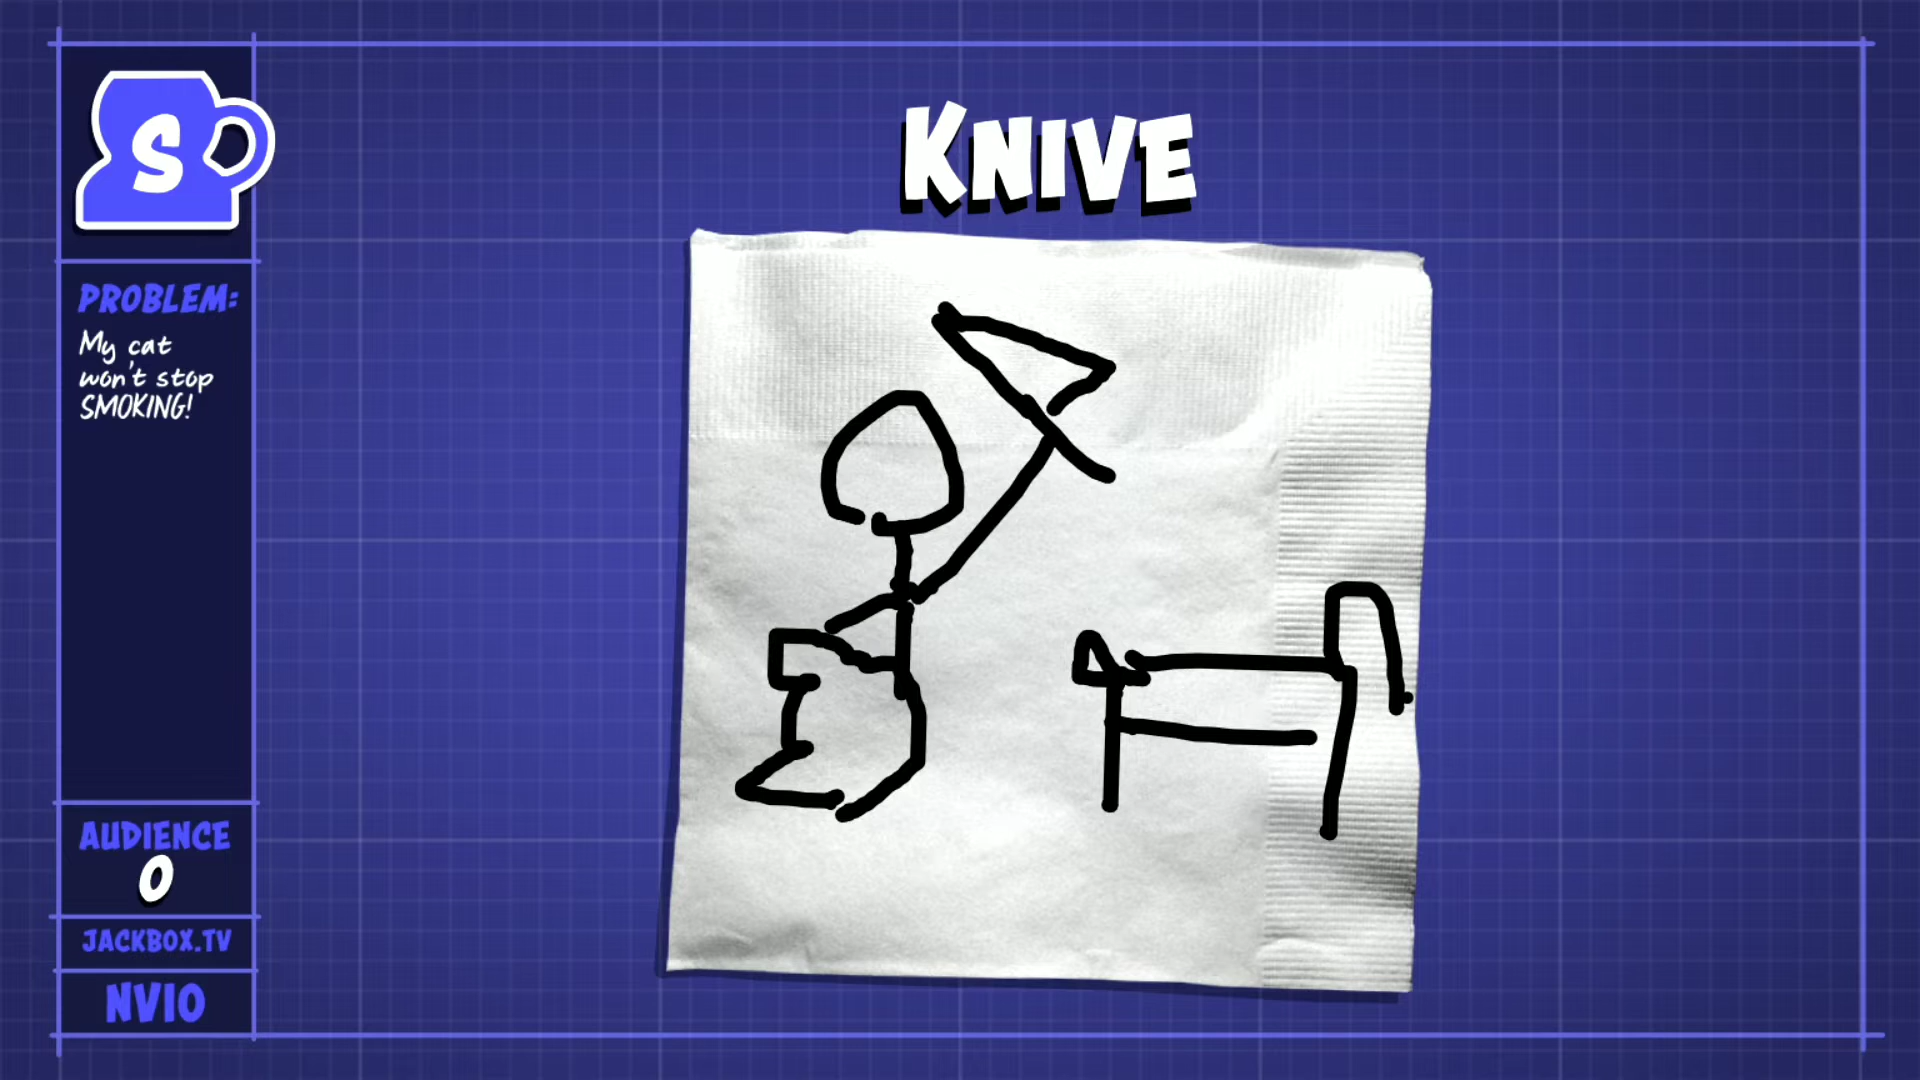 S
KNIVE
PROBLEM:
My cat
won't stop
SMOKING!
AUDIENCE
0
JACKBOX.TV
NVIO